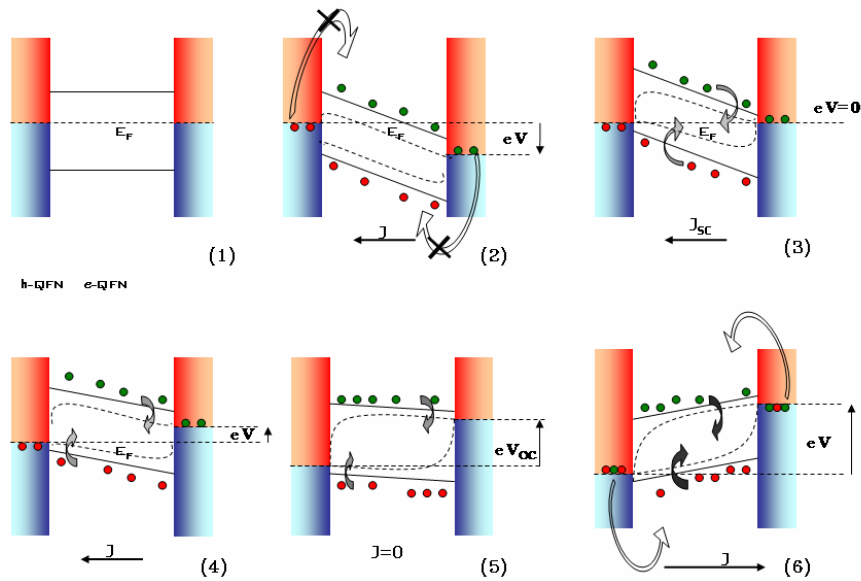 E_F
(1)
E_F
eV
J
(2)
E_F
eV=0
J_SC
(3)
h-QFN e-QFN
E_F
eV
J
(4)
eV_OC
J=0
(5)
eV
J
(6)